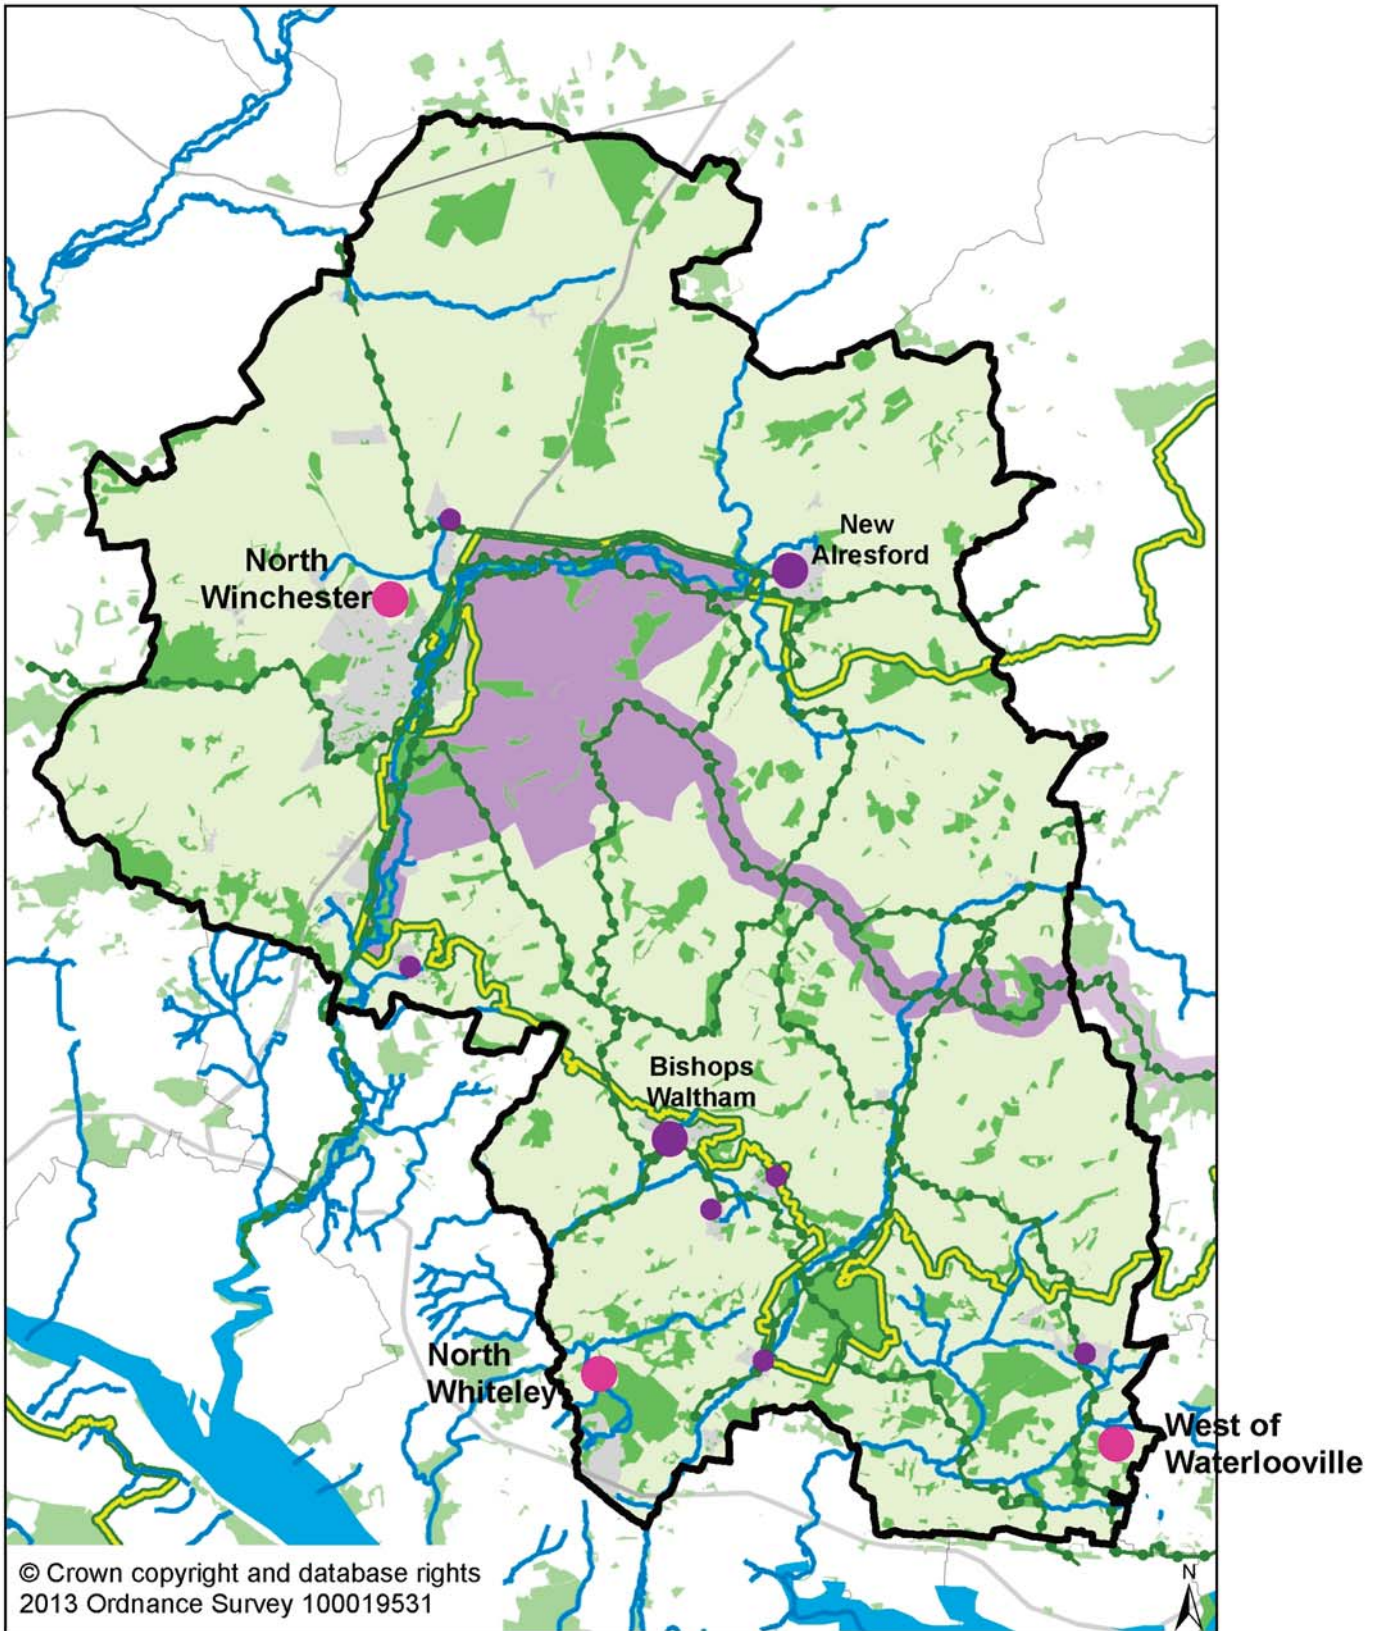 New
Alresford
North
Winchester
Bishops
Waltham
North
Whiteley
West of
Waterlooville
© Crown copyright and database rights
2013 Ordnance Survey 100019531
N